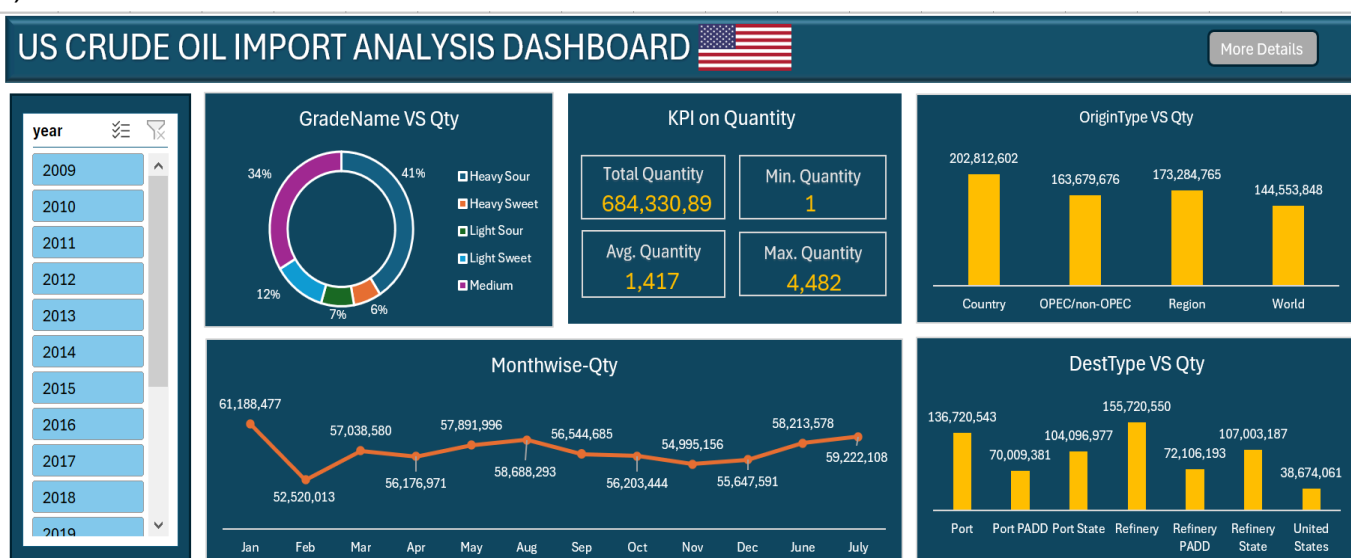 US CRUDE OIL IMPORT ANALYSIS DASHBOARD
More Details
year
2009
2010
2011
2012
2013
2014
2015
2016
2017
2018
2019
GradeName VS Qty
34%
41%
12%
7%
6%
Heavy Sour
Heavy Sweet
Light Sour
Light Sweet
Medium
KPI on Quantity
Total Quantity
684,330,89
Min. Quantity
1
Avg. Quantity
1,417
Max. Quantity
4,482
OriginType VS Qty
202,812,602
163,679,676
173,284,765
144,553,848
Country
OPEC/non-OPEC
Region
World
Monthwise-Qty
61,188,477
52,520,013
57,038,580
56,176,971
57,891,996
58,688,293
56,544,685
56,203,444
54,995,156
55,647,591
58,213,578
59,222,108
Jan
Feb
Mar
Apr
May
Aug
Sep
Oct
Nov
Dec
June
July
DestType VS Qty
136,720,543
70,009,381
104,096,977
155,720,550
72,106,193
107,003,187
38,674,061
Port
Port PADD
Port State
Refinery
Refinery
PADD
Refinery
State
United
States